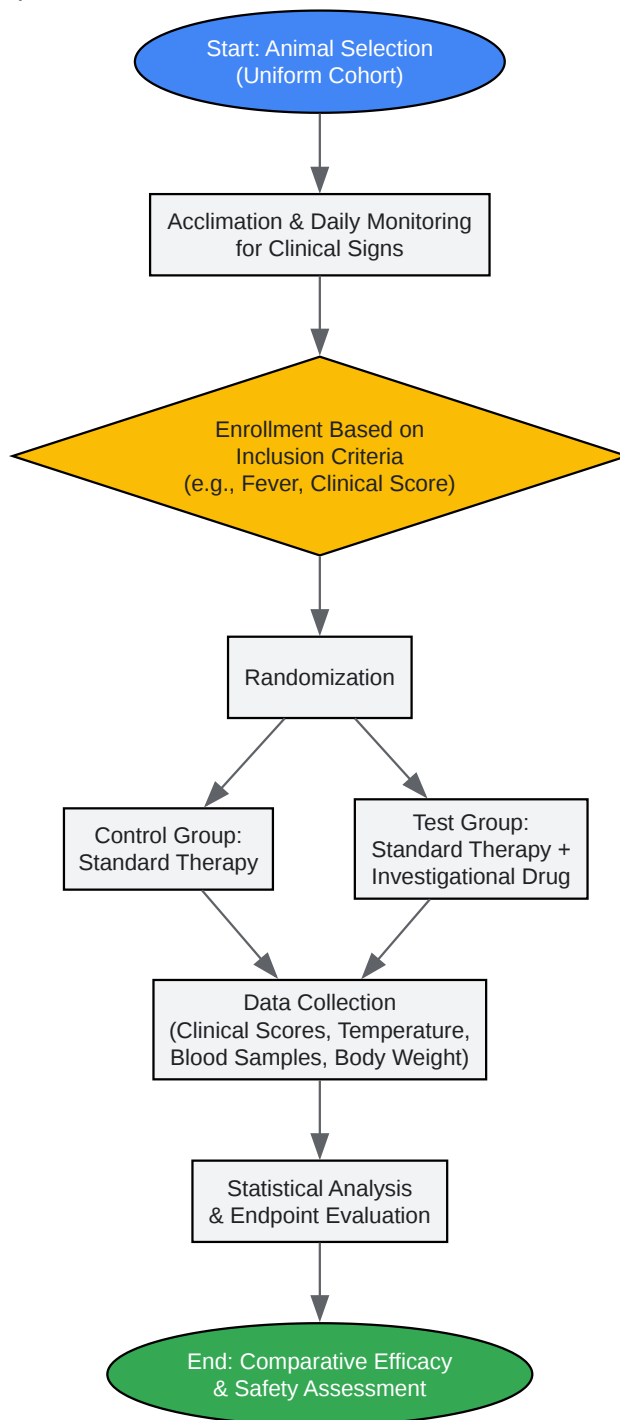 Start: Animal Selection
(Uniform Cohort)
Acclimation & Daily Monitoring
for Clinical Signs
Enrollment Based on
Inclusion Criteria
(e.g., Fever, Clinical Score)
Randomization
Control Group:
Standard Therapy
Test Group:
Standard Therapy +
Investigational Drug
Data Collection
(Clinical Scores, Temperature,
Blood Samples, Body Weight)
Statistical Analysis
& Endpoint Evaluation
End: Comparative Efficacy
& Safety Assessment